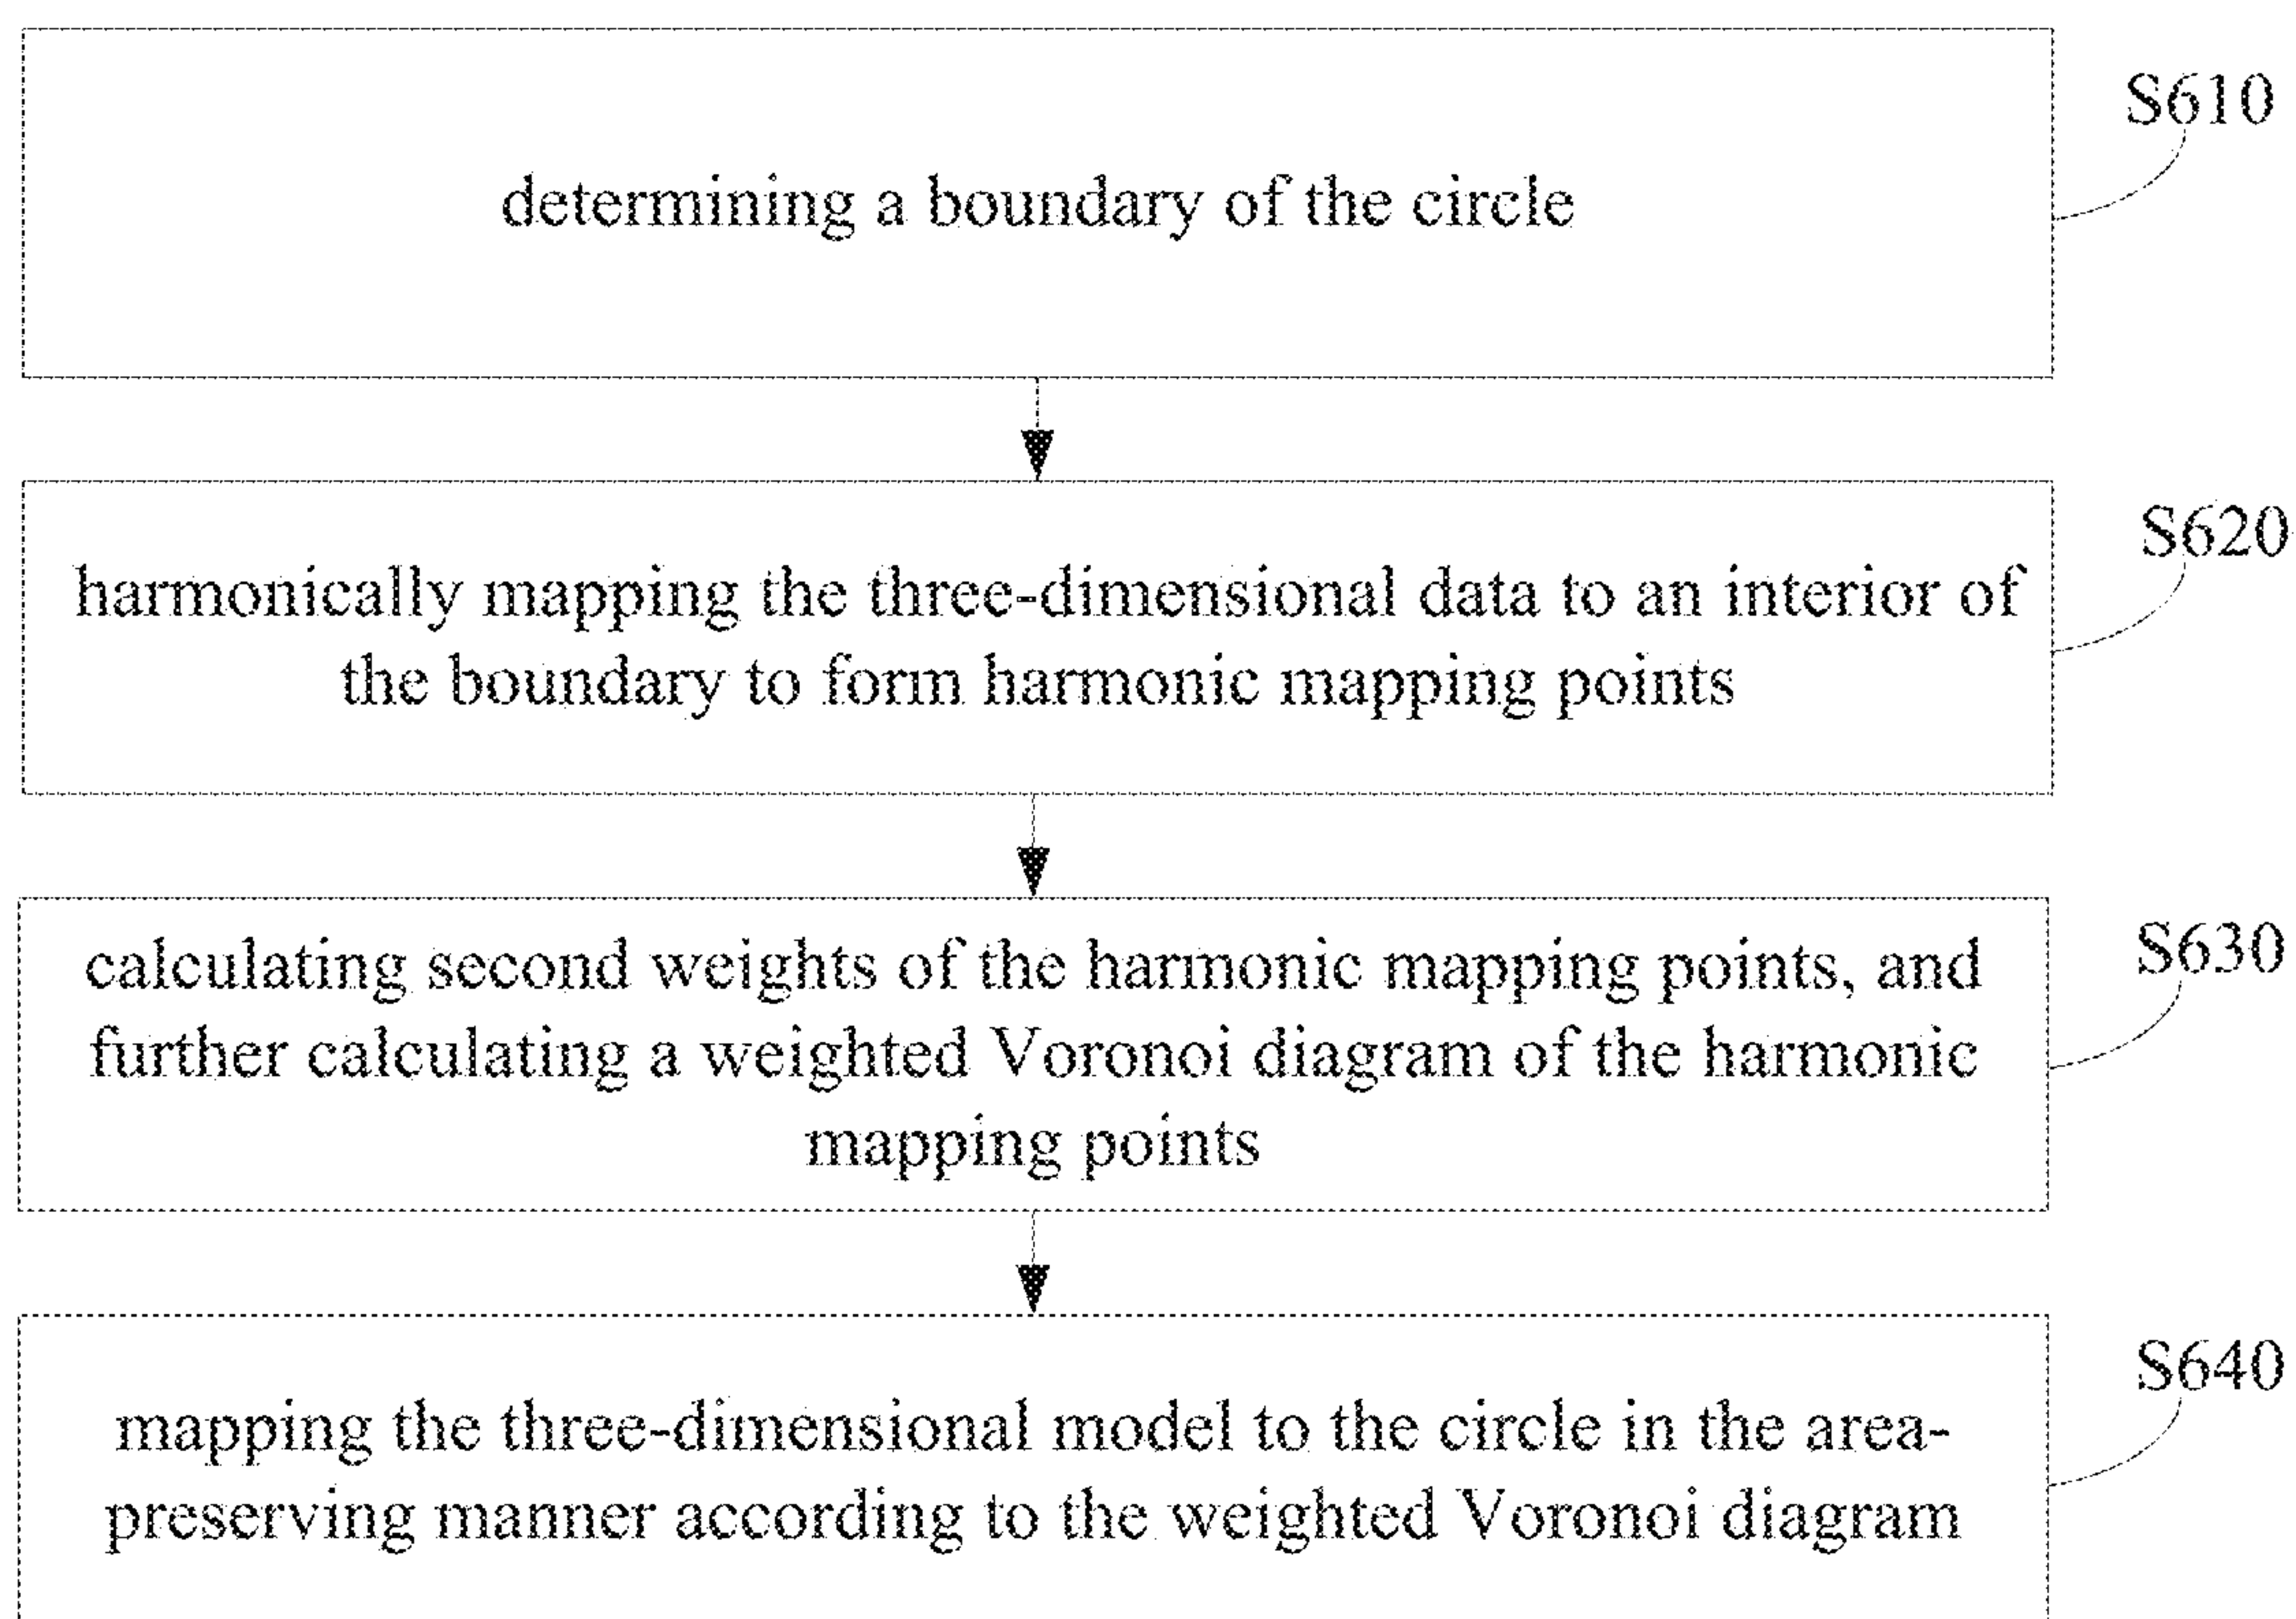 S610
determining a boundary of the circle
S620
harmonically mapping the three-dimensional data to an interior of
the boundary to form harmonic mapping points
S630
calculating second weights of the harmonic mapping points, and
further calculating a weighted Voronoi diagram of the harmonic
mapping points
S640
mapping the three-dimensional model to the circle in the area-
preserving manner according to the weighted Voronoi diagram